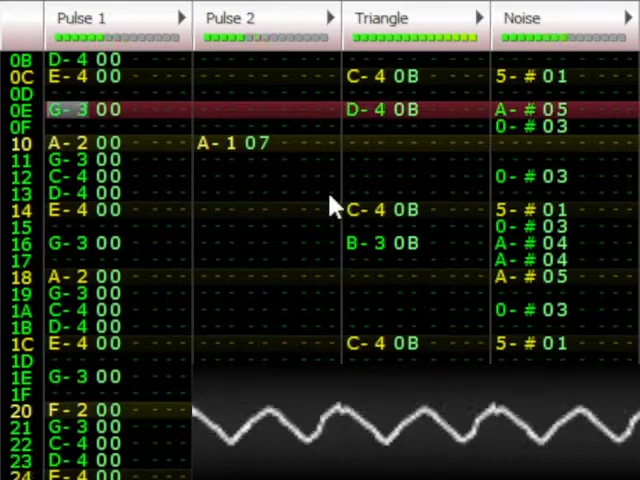 Pulse 1 Pulse 2 Triangle Noise
0B D- 4 00
0C E- 4 00 C- 4 0B 5- # 01
0D
0E G- 3 00 D- 4 0B A- # 05
0F 0- # 03
10 A- 2 00 A- 1 07
11 G- 3 00
12 C- 4 00 0- # 03
13 D- 4 00
14 E- 4 00 C- 4 0B 5- # 01
15 0- # 03
16 G- 3 00 B- 3 0B A- # 04
17 A- # 04
18 A- 2 00 A- # 05
19 G- 3 00
1A C- 4 00 0- # 03
1B D- 4 00
1C E- 4 00 C- 4 0B 5- # 01
1D
1E G- 3 00
1F
20 F- 2 00
21 G- 3 00
22 C- 4 00
23 D- 4 00
24 E- 4 00